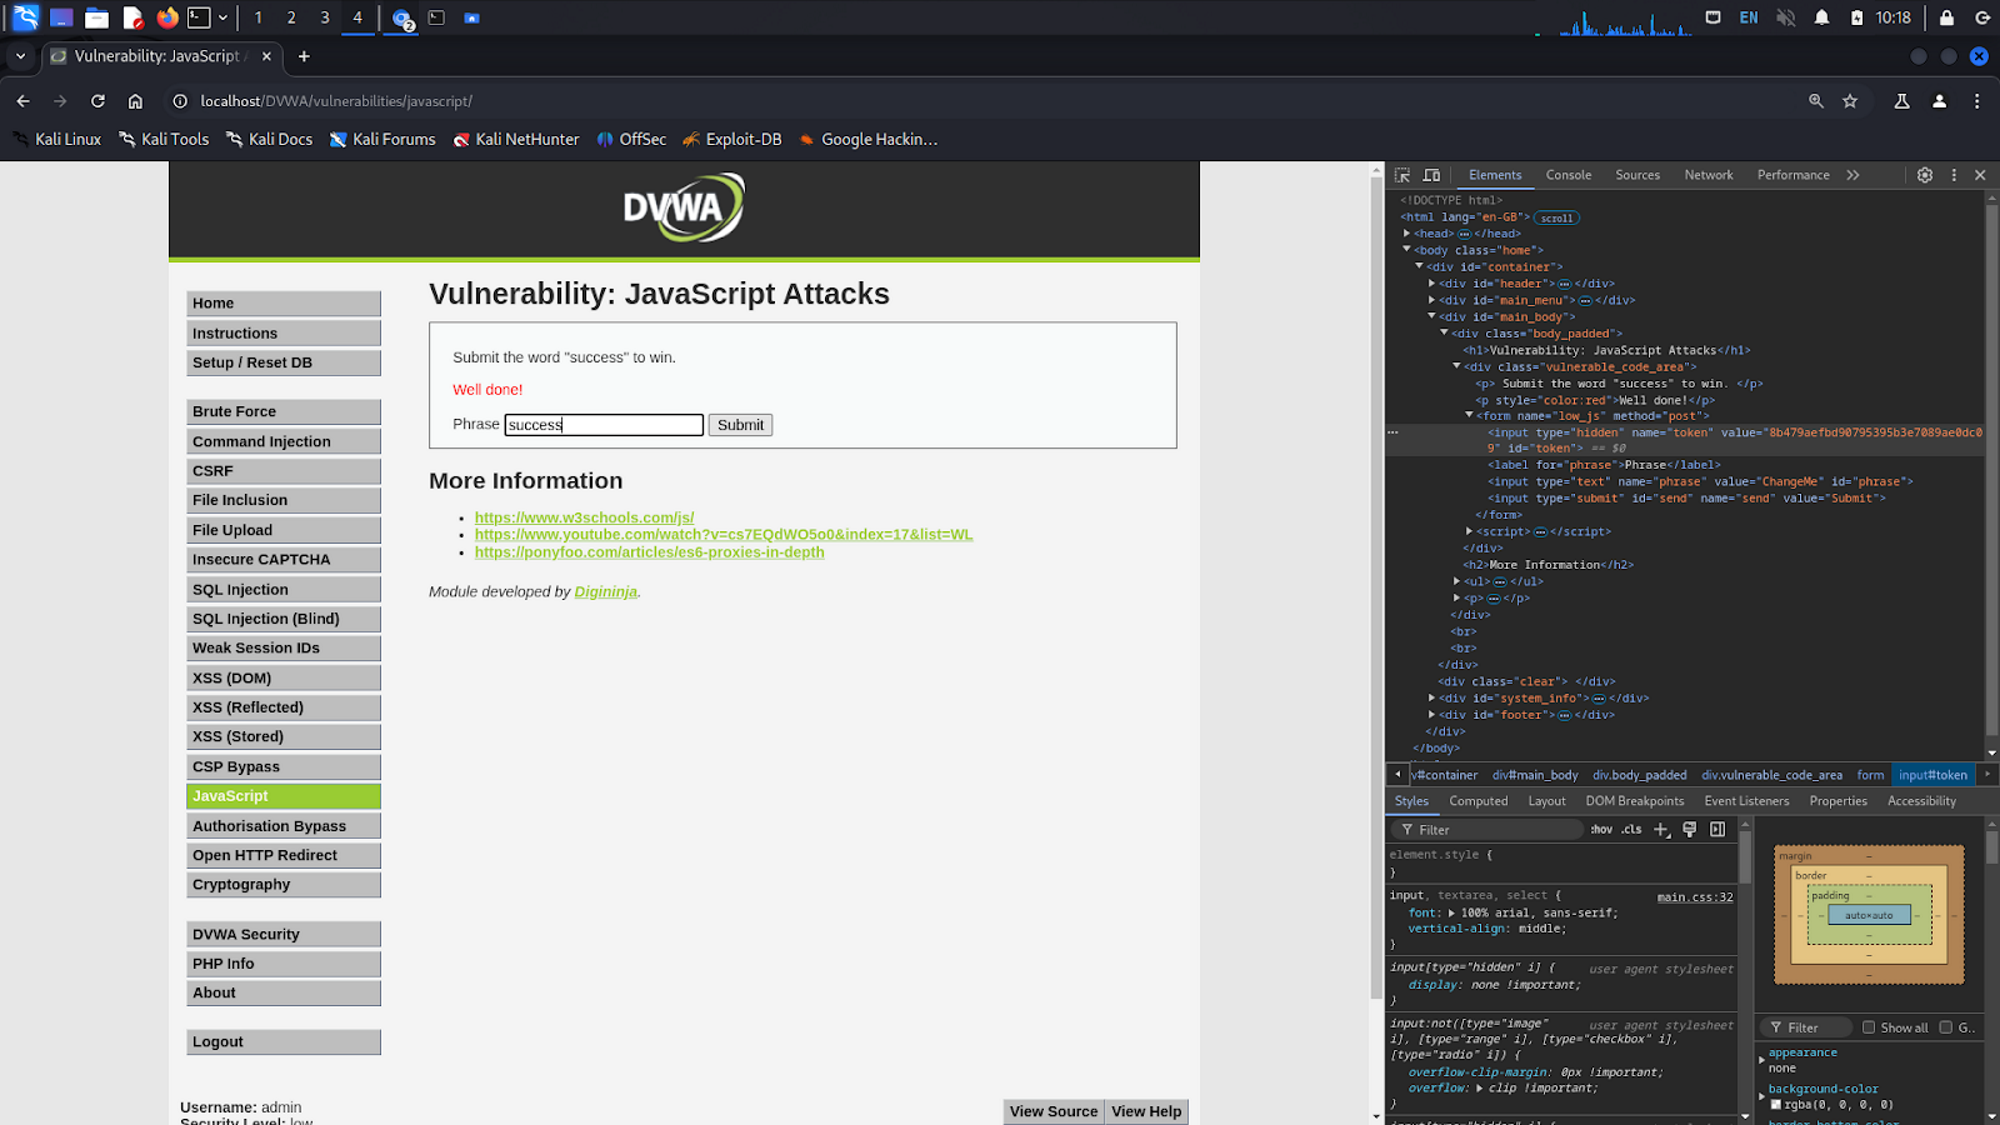 1 2 3 4 2 EN 10:18
Vulnerability: JavaScript A
localhost/DVWA/vulnerabilities/javascript/
Kali Linux Kali Tools Kali Docs Kali Forums Kali NetHunter OffSec Exploit-DB Google Hackin…
DVWA
Home
Instructions
Setup / Reset DB
Brute Force
Command Injection
CSRF
File Inclusion
File Upload
Insecure CAPTCHA
SQL Injection
SQL Injection (Blind)
Weak Session IDs
XSS (DOM)
XSS (Reflected)
XSS (Stored)
CSP Bypass
JavaScript
Authorisation Bypass
Open HTTP Redirect
Cryptography
DVWA Security
PHP Info
About
Logout
Username: admin
Security Level: low
Vulnerability: JavaScript Attacks
Submit the word "success" to win.
Well done!
Phrase success Submit
More Information
https://www.w3schools.com/js/
https://www.youtube.com/watch?v=cs7EQdWO5o0&index=17&list=WL
https://ponyfoo.com/articles/es6-proxies-in-depth
Module developed by Digininja.
View Source View Help
Elements Console Sources Network Performance
<!DOCTYPE html>
<html lang="en-GB"> scroll
<head> </head>
<body class="home">
<div id="container">
<div id="header"> </div>
<div id="main_menu"> </div>
<div id="main_body">
<div class="body_padded">
<h1>Vulnerability: JavaScript Attacks</h1>
<div class="vulnerable_code_area">
<p> Submit the word "success" to win. </p>
<p style="color:red">Well done!</p>
<form name="low_js" method="post">
<input type="hidden" name="token" value="8b479aefbd90795395b3e7089ae0dc0
9" id="token"> == $0
<label for="phrase">Phrase</label>
<input type="text" name="phrase" value="ChangeMe" id="phrase">
<input type="submit" id="send" name="send" value="Submit">
</form>
<script> </script>
</div>
<h2>More Information</h2>
<ul> </ul>
<p> </p>
</div>
<br>
<br>
</div>
<div class="clear"> </div>
<div id="system_info"> </div>
<div id="footer"> </div>
</div>
</body>
v#container div#main_body div.body_padded div.vulnerable_code_area form input#token
Styles Computed Layout DOM Breakpoints Event Listeners Properties Accessibility
Filter :hov .cls
element.style {
}
input, textarea, select { main.css:32
font: 100% arial, sans-serif;
vertical-align: middle;
}
input[type="hidden" i] { user agent stylesheet
display: none !important;
}
input:not([type="image" user agent stylesheet
i], [type="range" i], [type="checkbox" i],
[type="radio" i]) {
overflow-clip-margin: 0px !important;
overflow: clip !important;
}
input[type="hidden" i] { user agent stylesheet
margin –
border –
padding –
– – – auto×auto – – –
–
–
–
Filter Show all G..
appearance
none
background-color
rgba(0, 0, 0, 0)
border-bottom-color